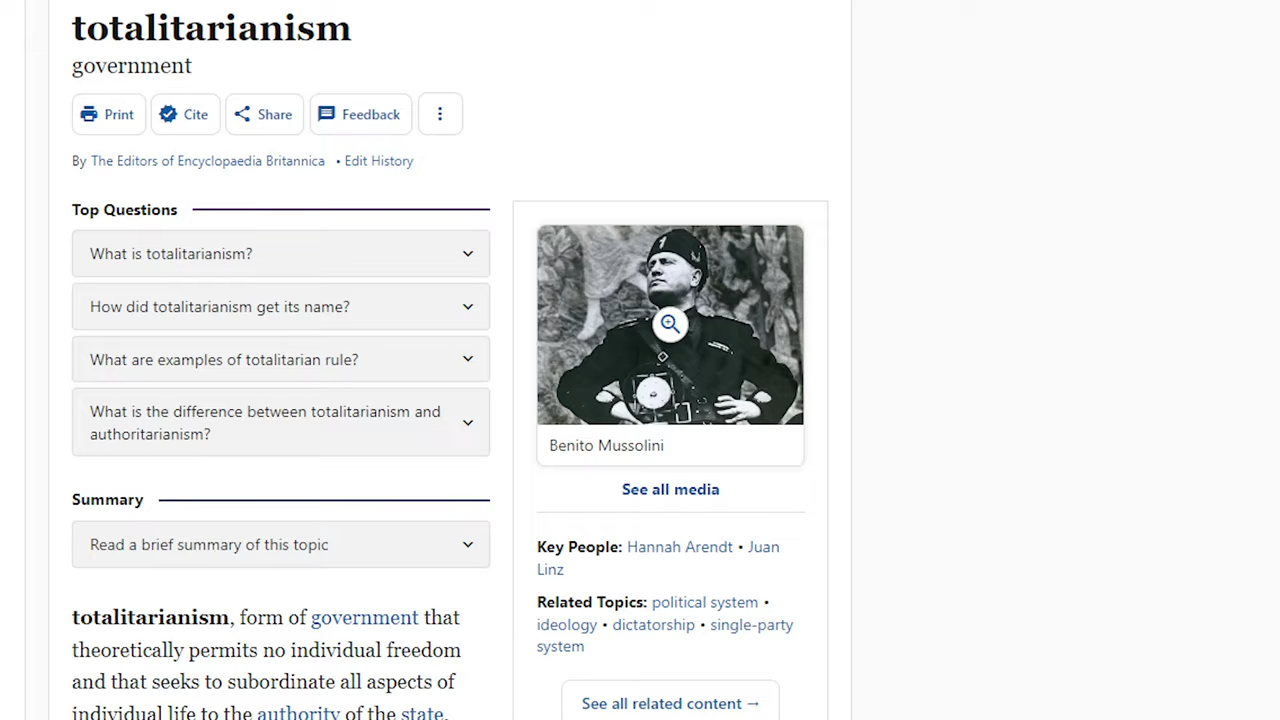 totalitarianism
government
Print Cite Share Feedback
By The Editors of Encyclopaedia Britannica • Edit History
Top Questions
What is totalitarianism?
How did totalitarianism get its name?
What are examples of totalitarian rule?
What is the difference between totalitarianism and
authoritarianism?
Summary
Read a brief summary of this topic
totalitarianism, form of government that
theoretically permits no individual freedom
and that seeks to subordinate all aspects of
individual life to the authority of the state.
Benito Mussolini
See all media
Key People: Hannah Arendt • Juan
Linz
Related Topics: political system •
ideology • dictatorship • single-party
system
See all related content →